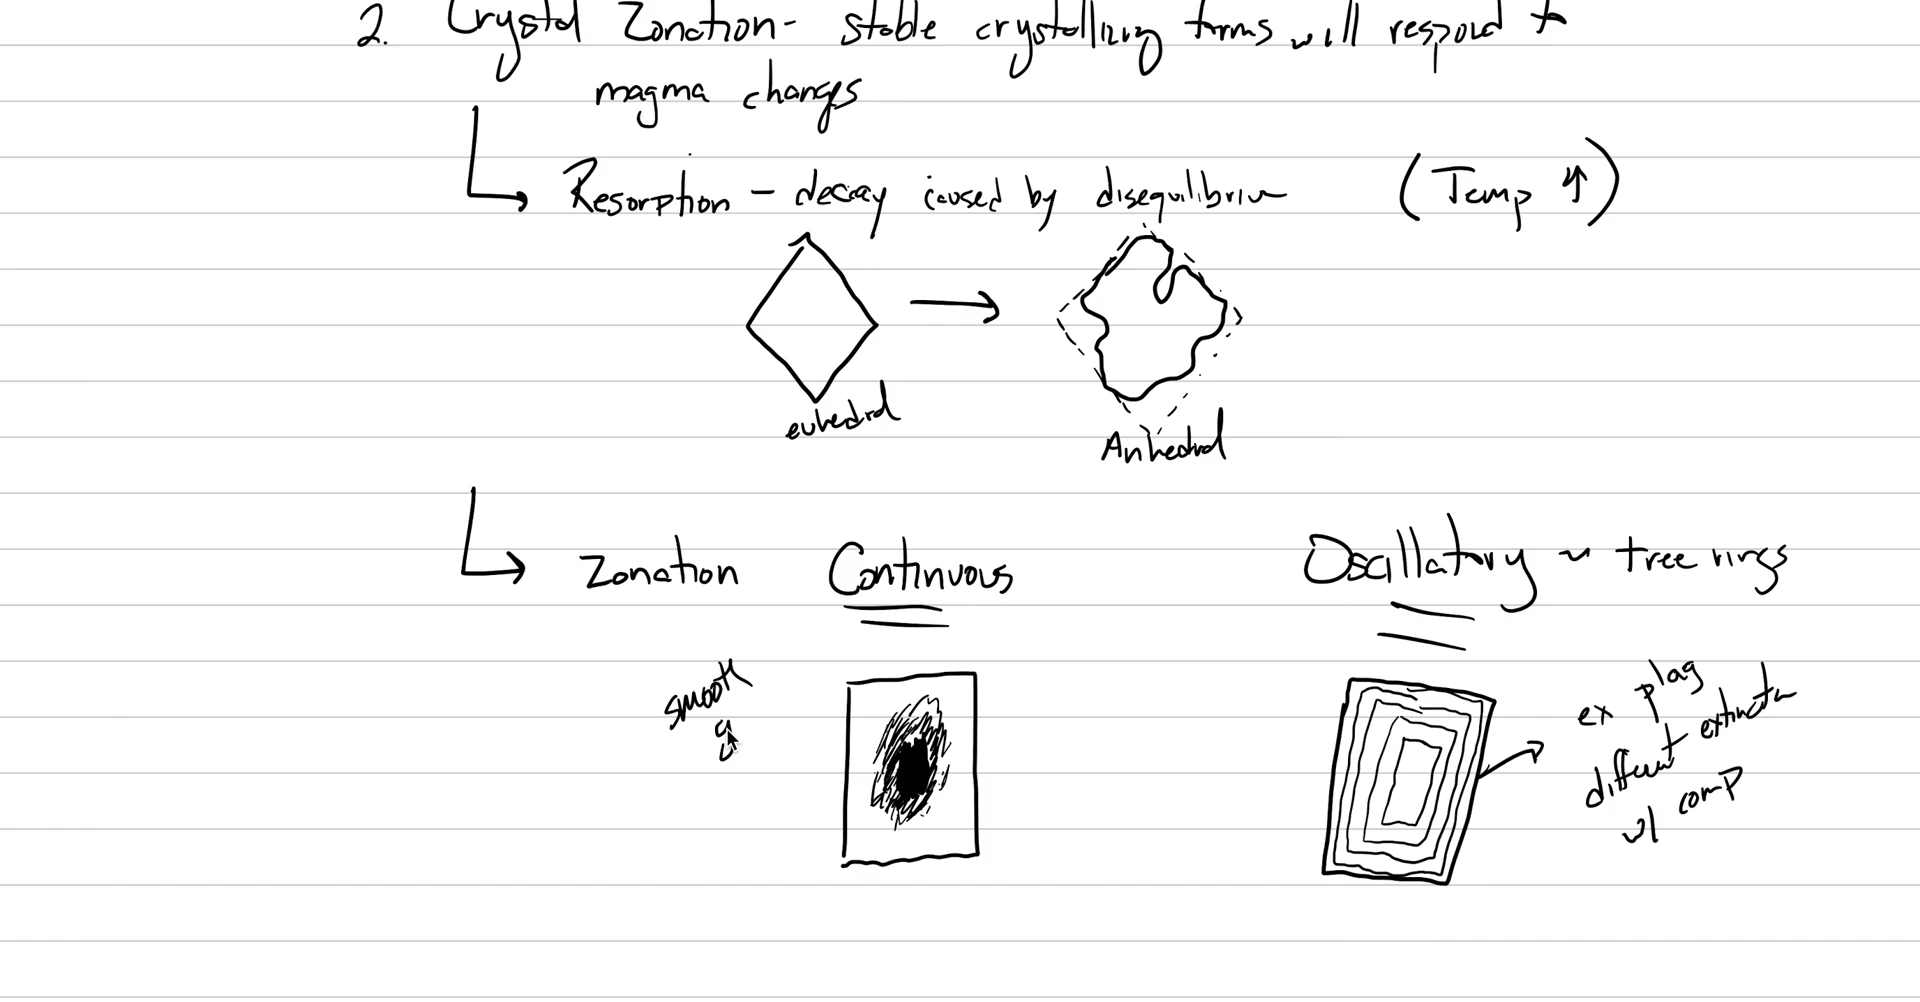 2. Crystal Zonation- stable crystallizing forms will respond to
magma changes
Resorption - decay caused by disequilibrium (Temp ↑)
euhedral
Anhedral
Zonation Continuous Oscillatory ~ tree rings
smooth
ex plag
different extinction
w/ comp